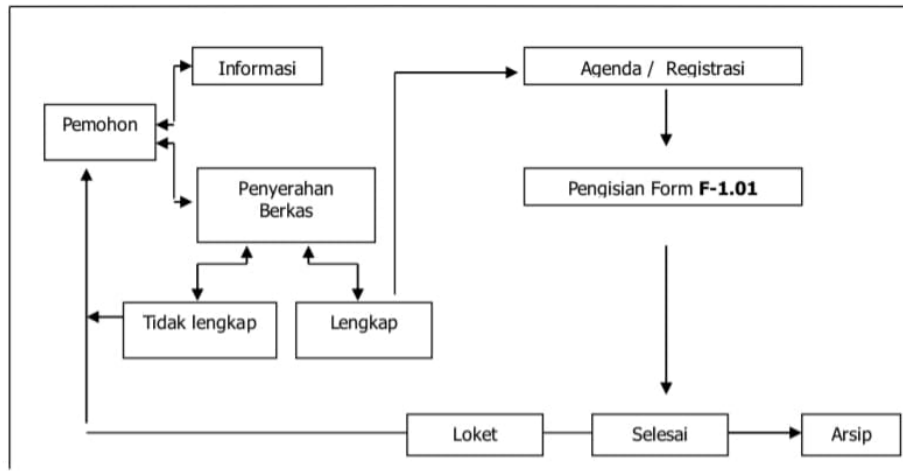 Informasi
Agenda / Registrasi
Pemohon
Penyerahan
Berkas
Pengisian Form F-1.01
Tidak lengkap
Lengkap
Loket
Selesai
Arsip